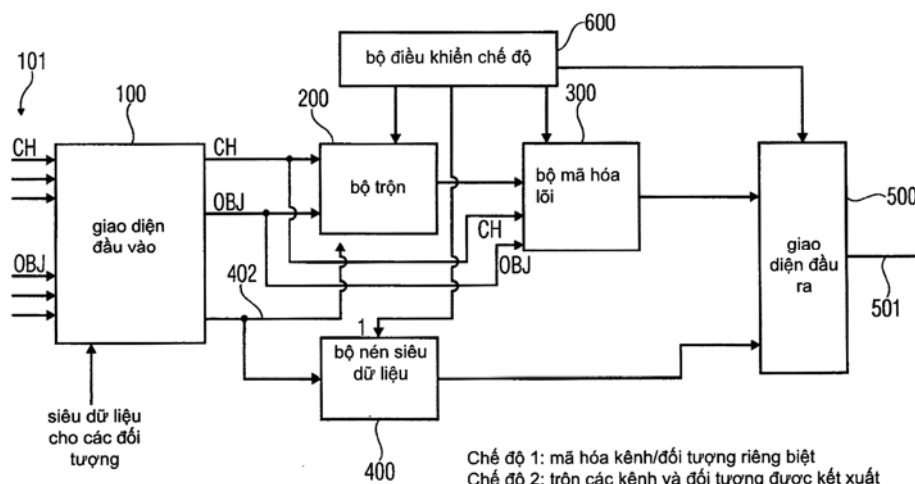 600
bộ điều khiển chế độ
101
100
200
300
CH
CH
bộ trộn
bộ mã hóa
lõi
500
giao diện
đầu vào
OBJ
CH
OBJ
giao
diện đầu
ra
OBJ
402
501
1
bộ nén siêu
dữ liệu
siêu dữ liệu
cho các đối
tượng
400
Chế độ 1: mã hóa kênh/đối tượng riêng biệt
Chế độ 2: trộn các kênh và đối tượng được kết xuất